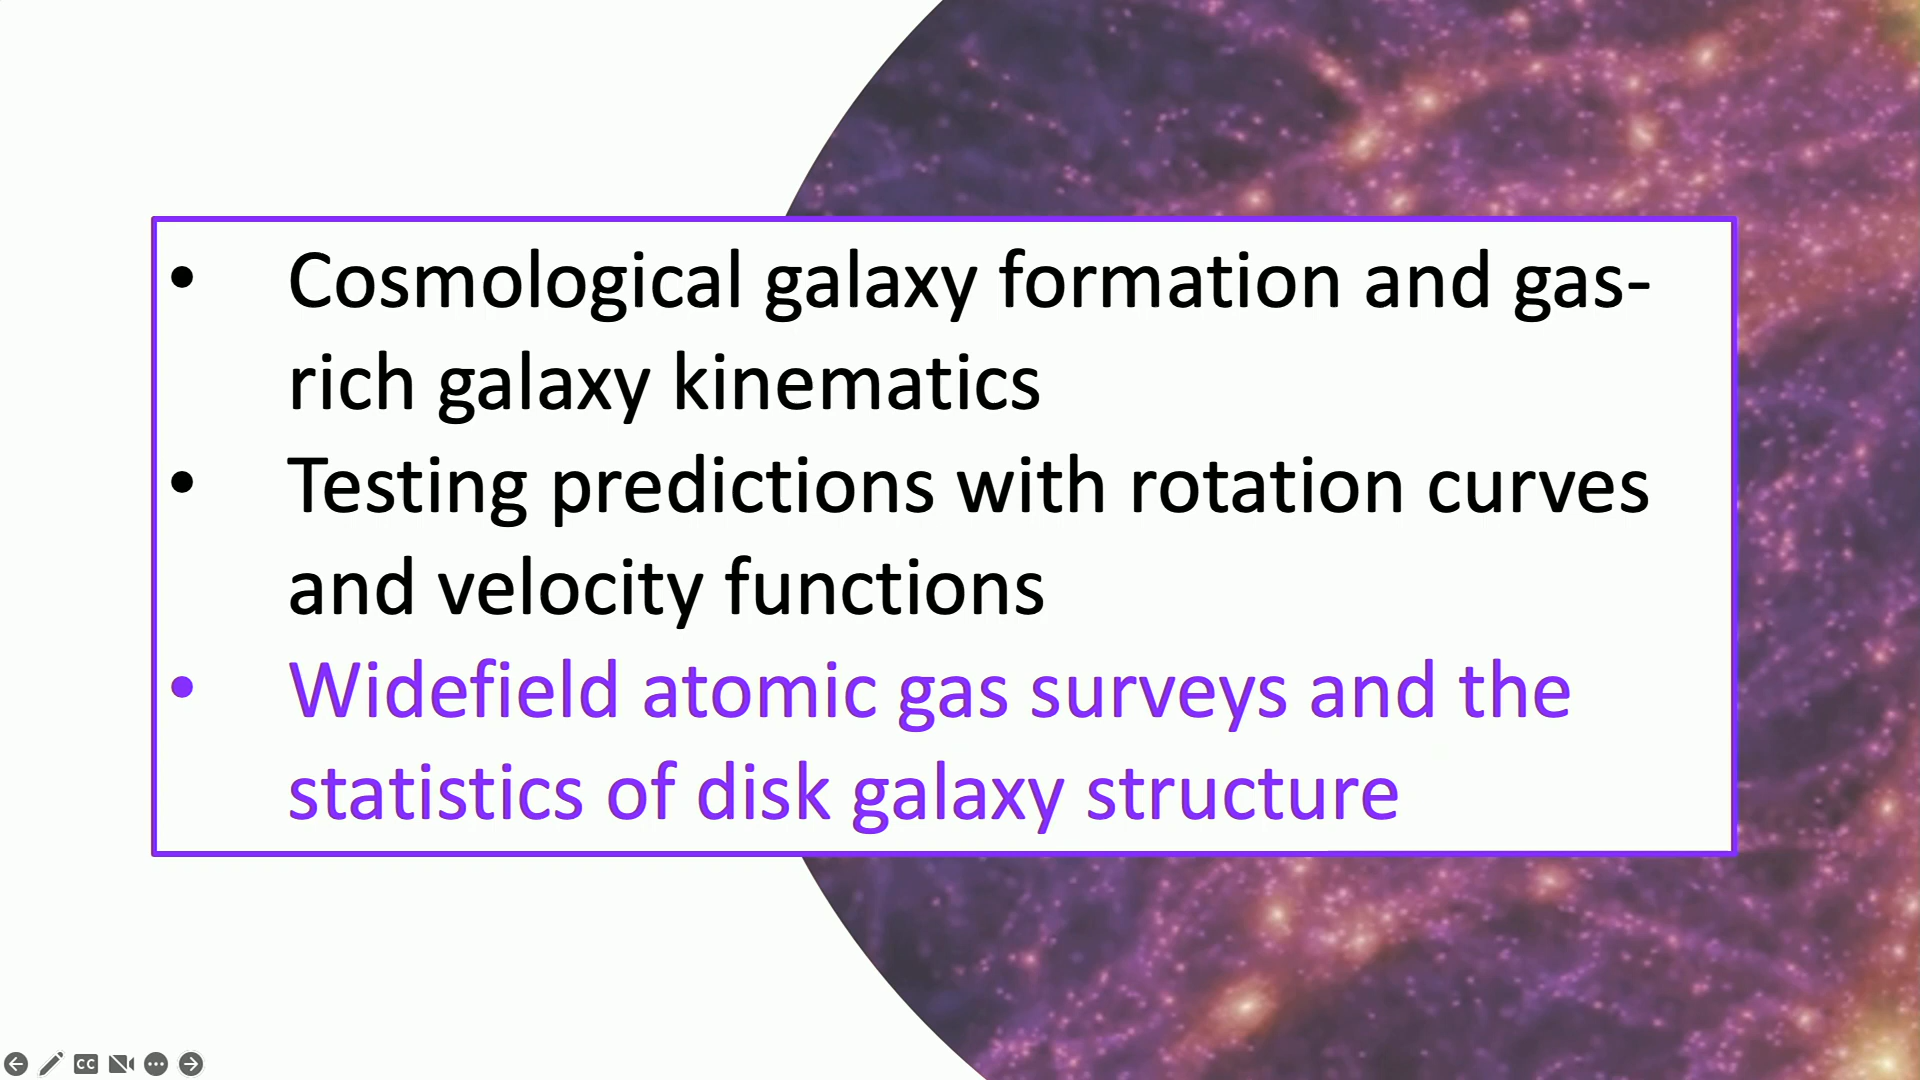 • Cosmological galaxy formation and gas-
rich galaxy kinematics
• Testing predictions with rotation curves
and velocity functions
• Widefield atomic gas surveys and the
statistics of disk galaxy structure
CC